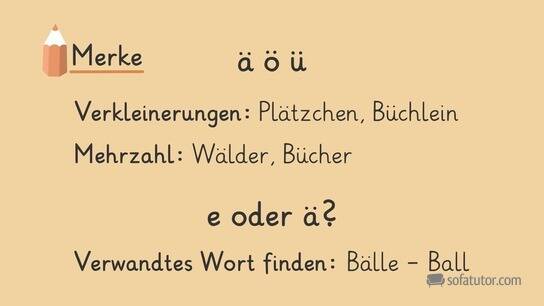 Merke
ä ö ü
Verkleinerungen: Plätzchen, Büchlein
Mehrzahl: Wälder, Bücher
e oder ä?
Verwandtes Wort finden: Bälle – Ball
sofatutor.com